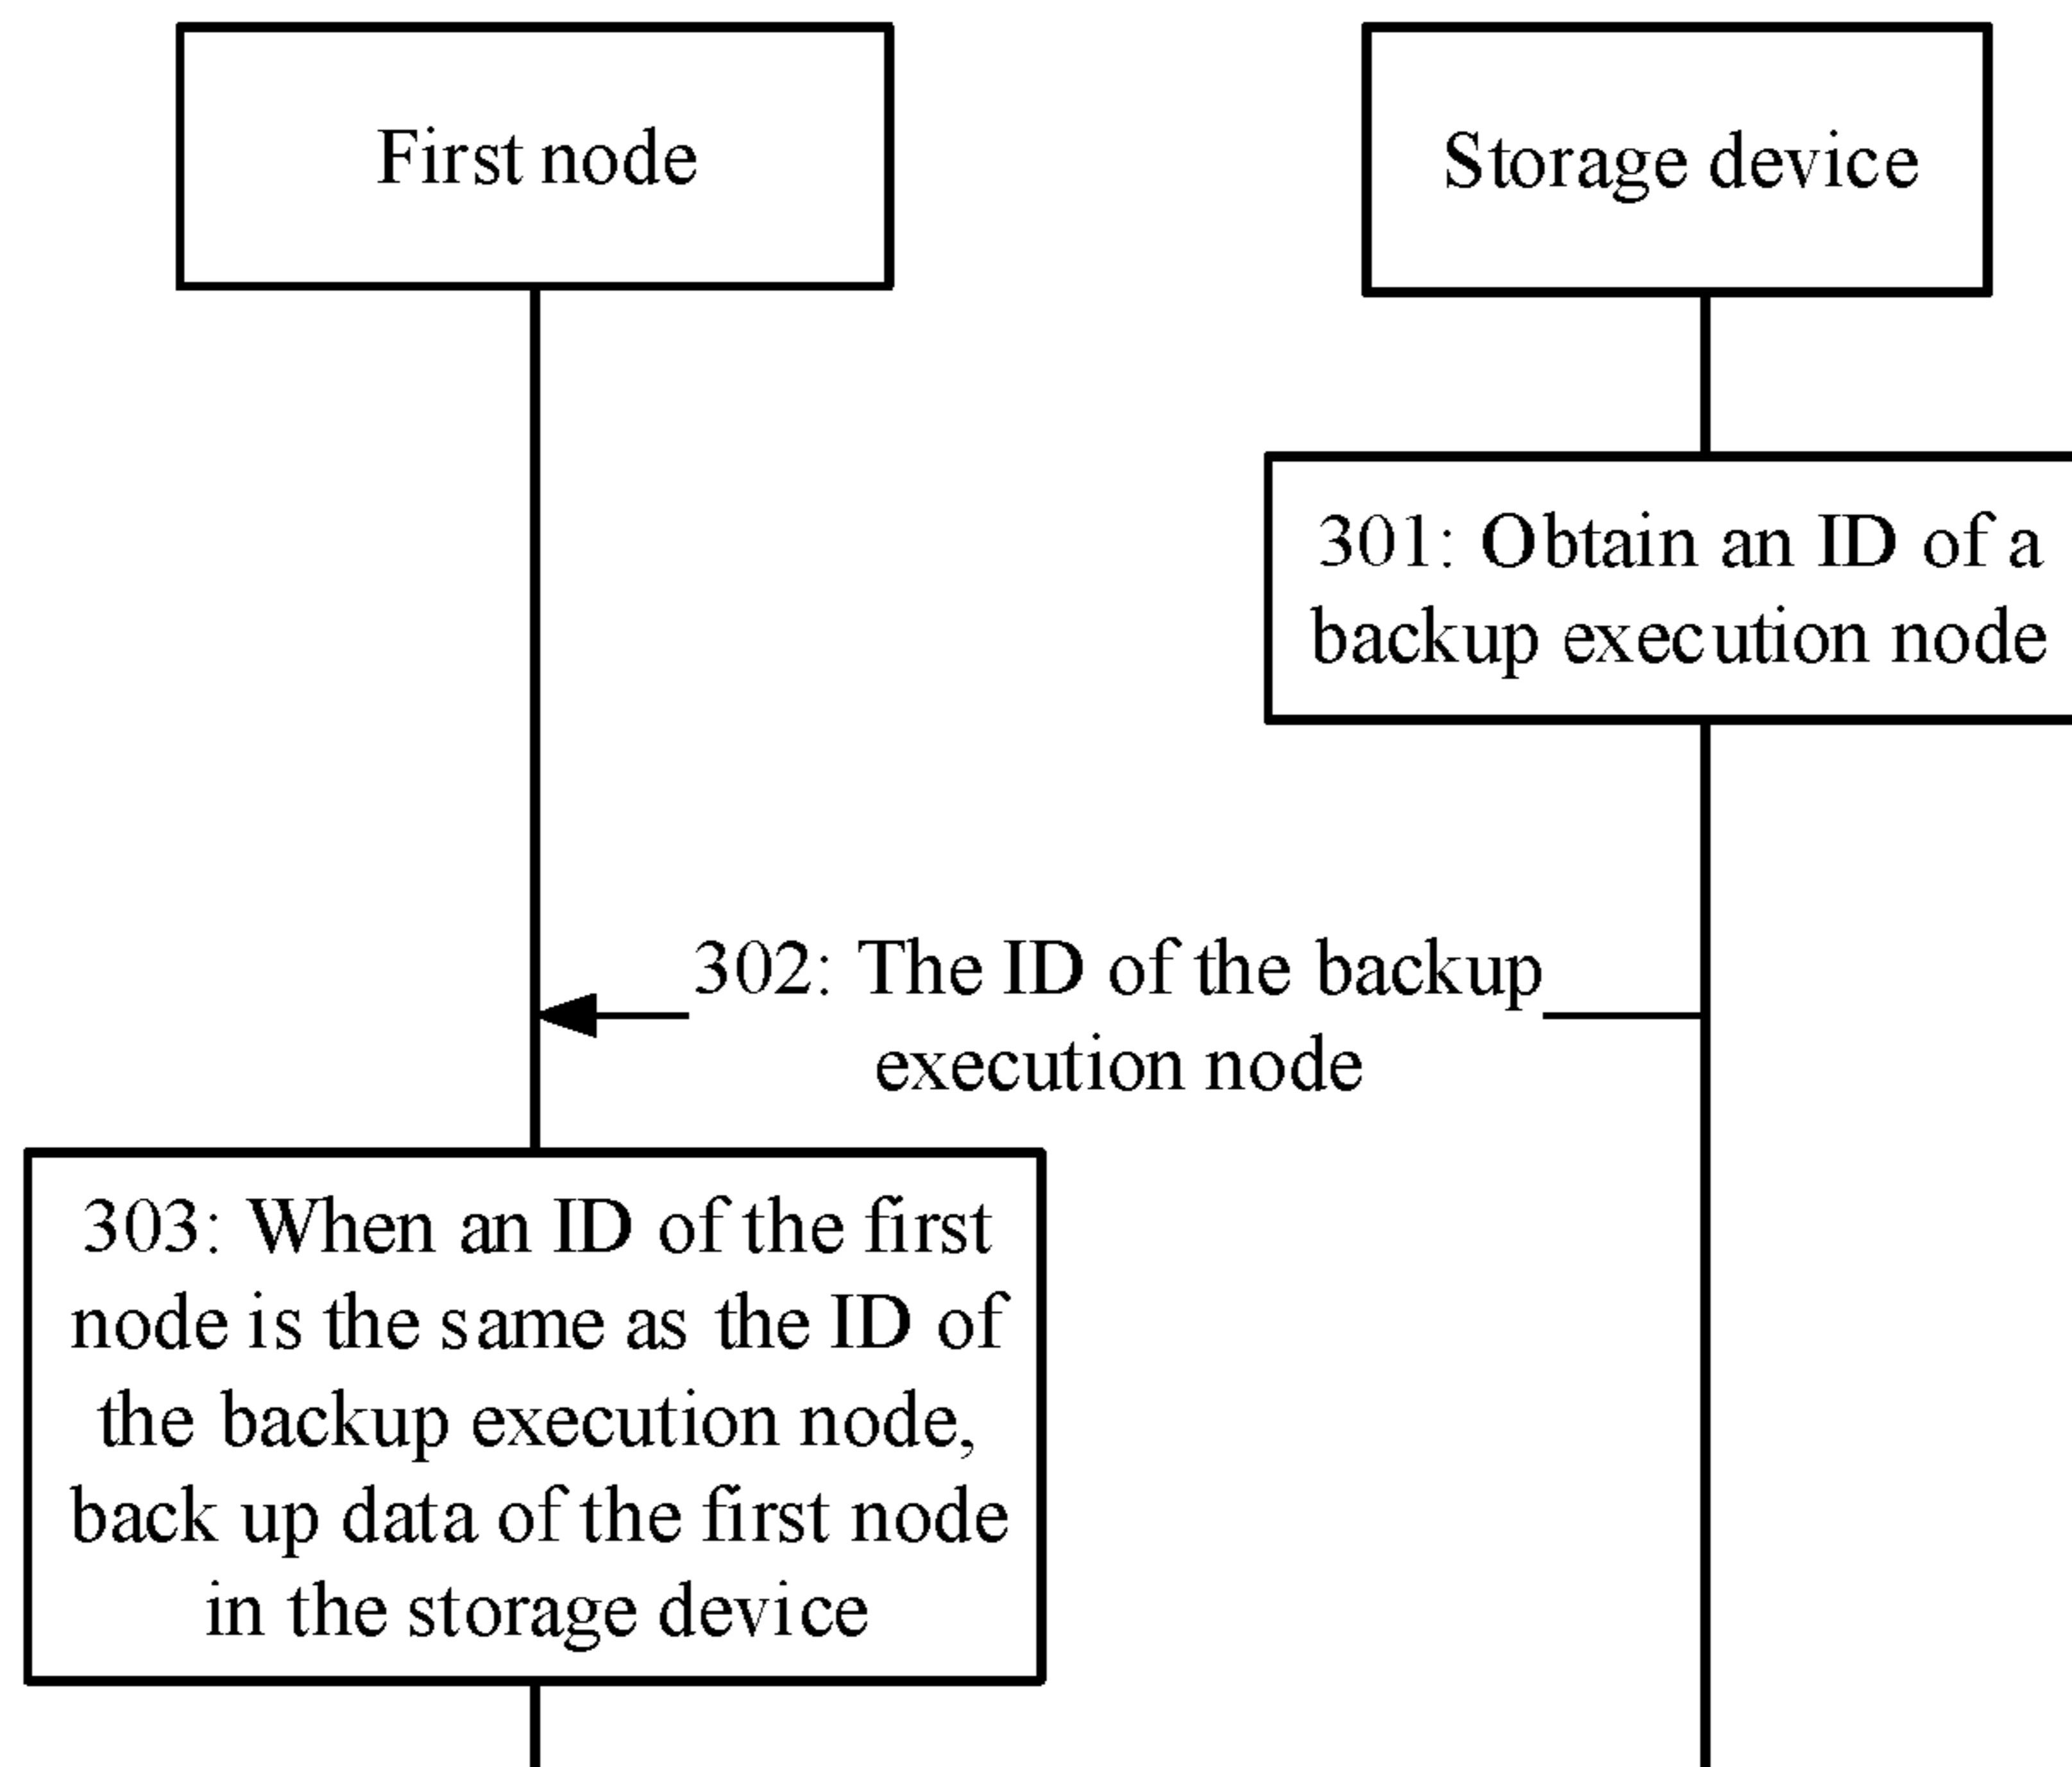 First node
Storage device
301: Obtain an ID of a
backup execution node
302: The ID of the backup
execution node
303: When an ID of the first
node is the same as the ID of
the backup execution node,
back up data of the first node
in the storage device